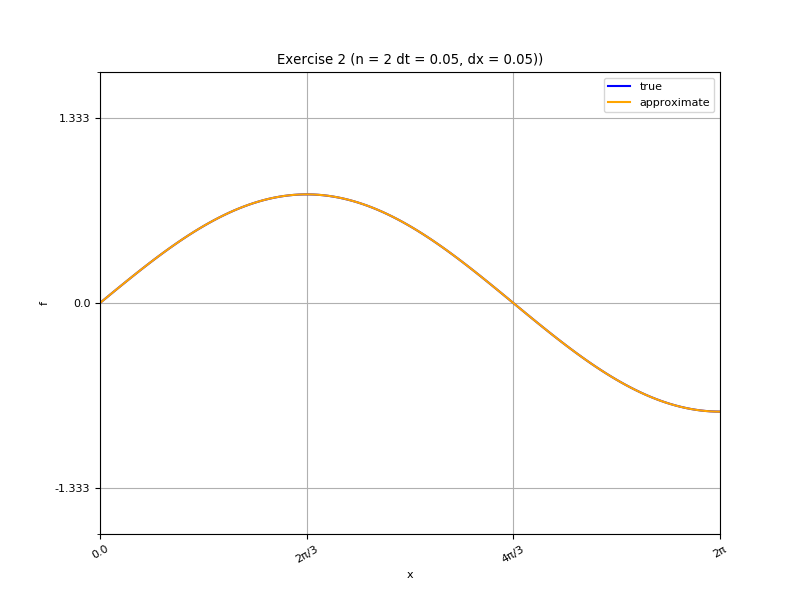 Exercise 2 (n = 2 dt = 0.05, dx = 0.05))
true
approximate
1.333
0.0
-1.333
f
0.0
2π/3
4π/3
2π
x